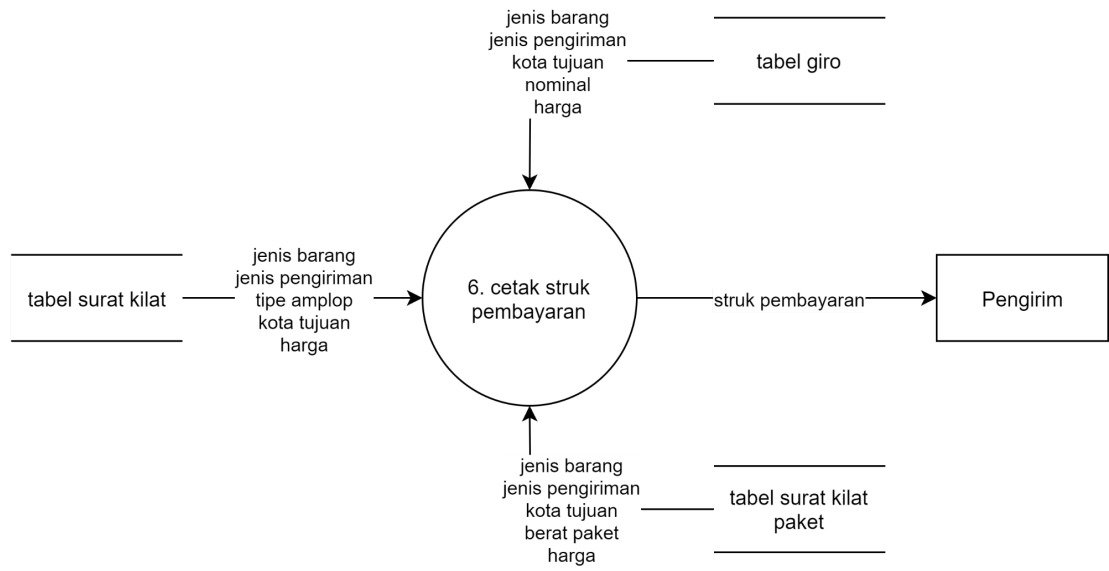 jenis barang
jenis pengiriman
kota tujuan
nominal
harga
tabel giro
jenis barang
jenis pengiriman
tipe amplop
kota tujuan
harga
tabel surat kilat
6. cetak struk
pembayaran
struk pembayaran
Pengirim
jenis barang
jenis pengiriman
kota tujuan
berat paket
harga
tabel surat kilat
paket